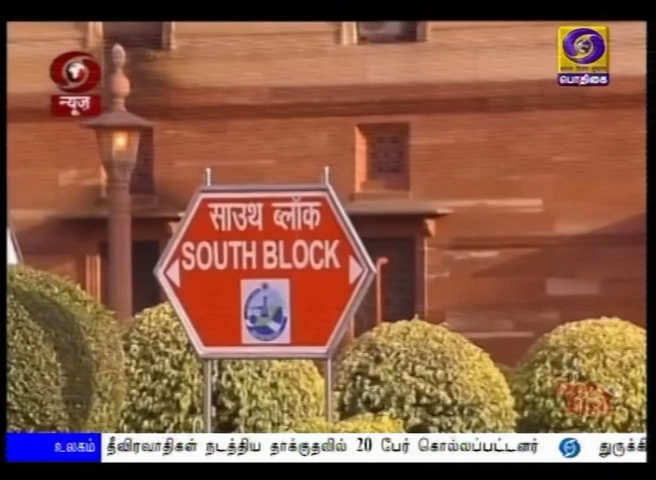 न्यूज़
பொதிகை
साउथ ब्लॉक
SOUTH BLOCK
உலகம் தீவிரவாதிகள் நடத்திய தாக்குதலில் 20 பேர் கொல்லப்பட்டனர் துருக்கி